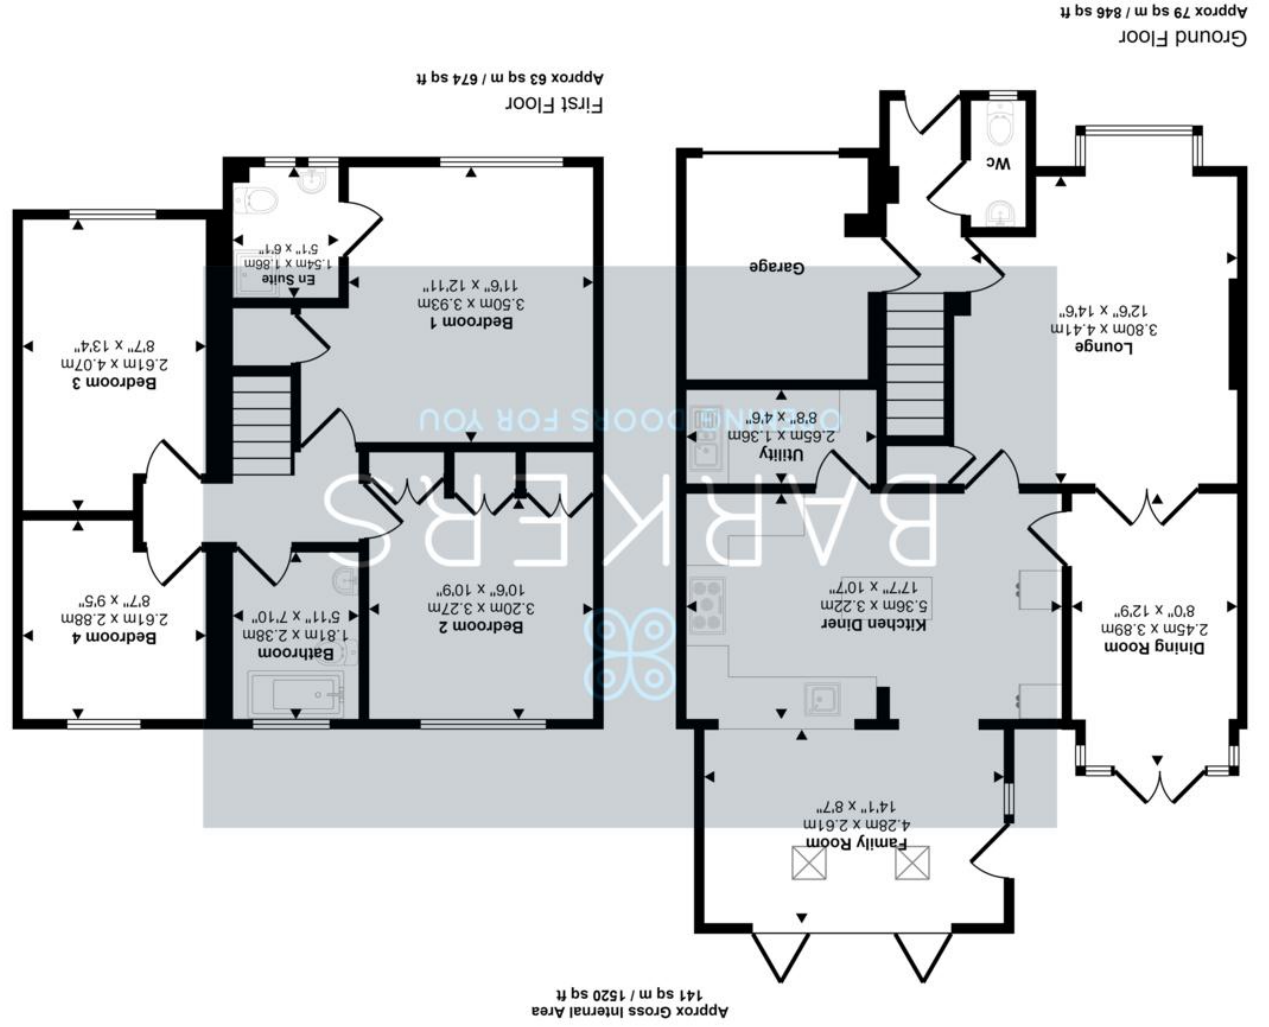 Approx Gross Internal Area
141 sq m / 1520 sq ft
Family Room
4.28m x 2.61m
14'1" x 8'7"
Dining Room
2.45m x 3.89m
8'0" x 12'9"
Kitchen Diner
5.36m x 3.22m
17'7" x 10'7"
Utility
2.65m x 1.36m
8'8" x 4'6"
Lounge
3.80m x 4.41m
12'6" x 14'6"
Garage
Wc
Ground Floor
Approx 79 sq m / 846 sq ft
Bedroom 2
3.20m x 3.27m
10'6" x 10'9"
Bathroom
1.81m x 2.38m
5'11" x 7'10"
Bedroom 4
2.61m x 2.88m
8'7" x 9'5"
Bedroom 3
2.61m x 4.07m
8'7" x 13'4"
Bedroom 1
3.50m x 3.93m
11'6" x 12'11"
En Suite
1.54m x 1.86m
5'1" x 6'1"
First Floor
Approx 63 sq m / 674 sq ft
BARKERS
OPENING DOORS FOR YOU